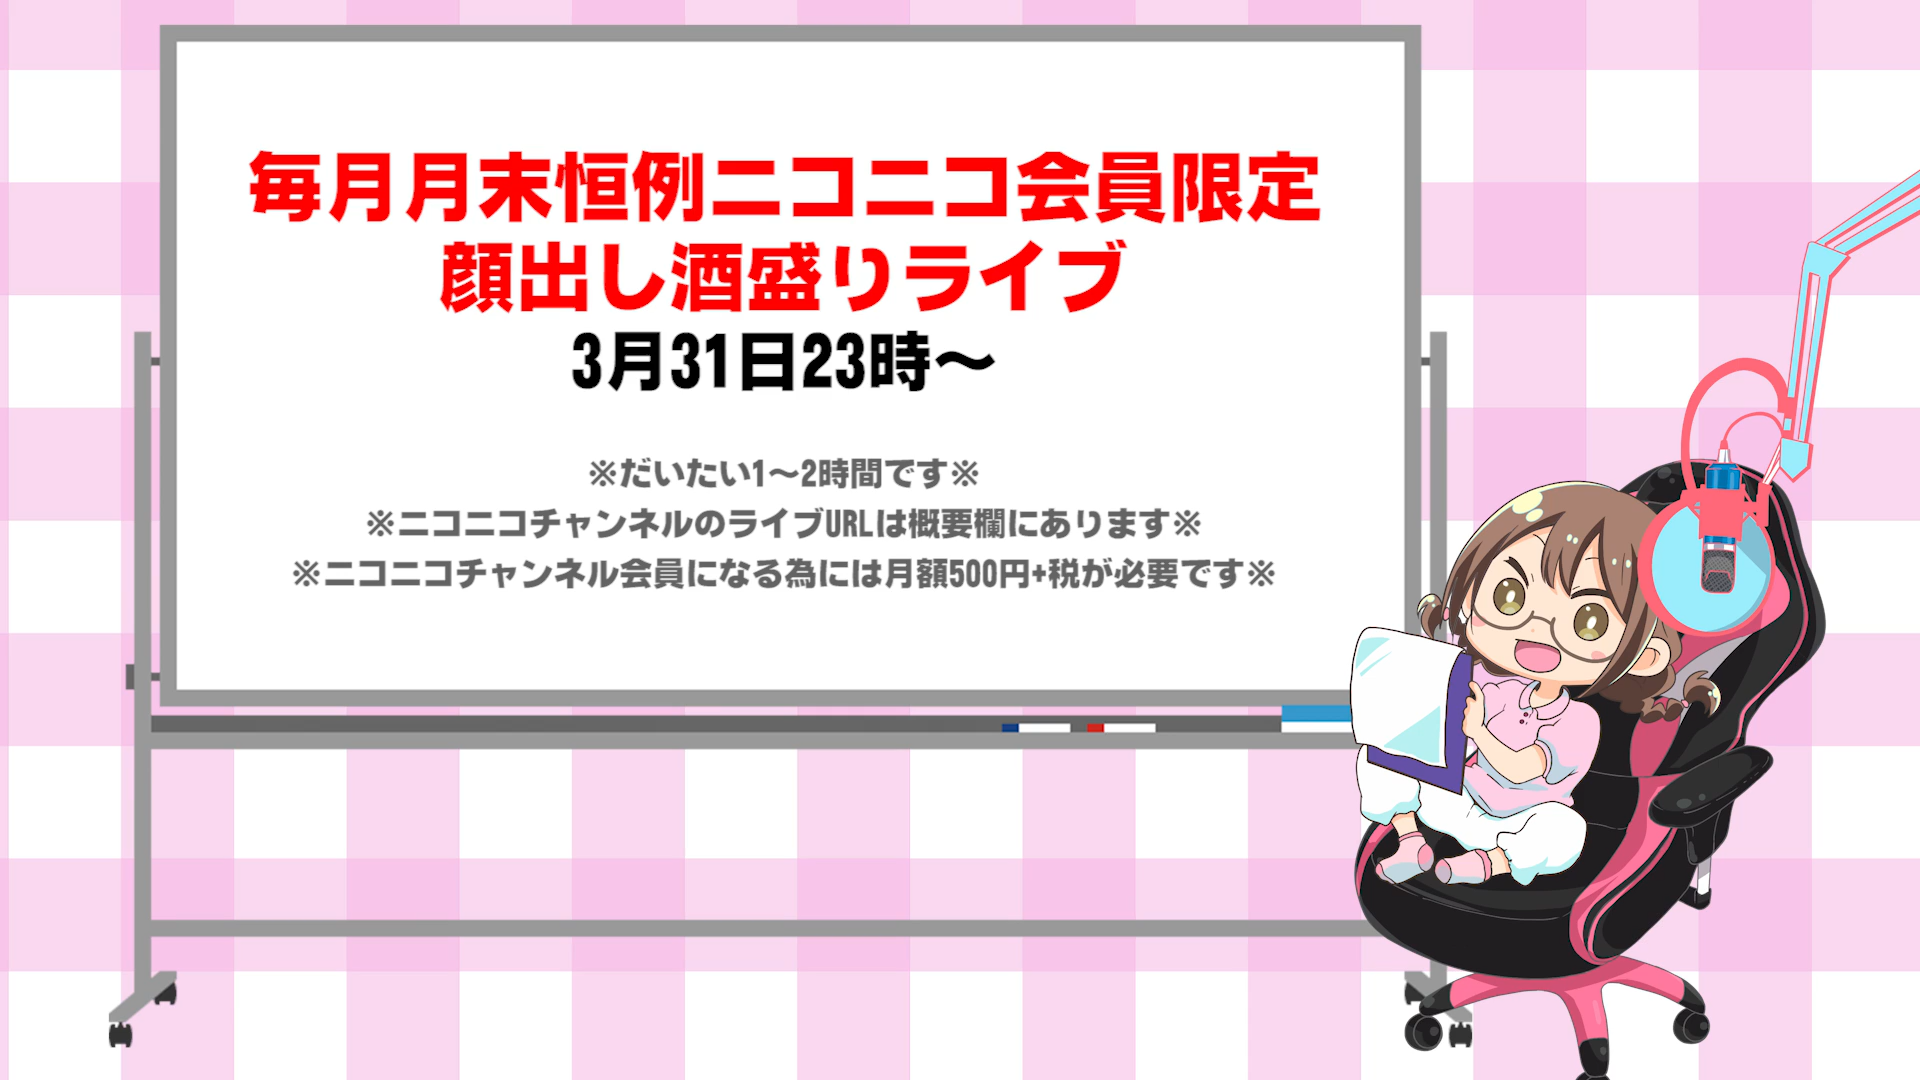 毎月月末恒例ニコニコ会員限定
顔出し酒盛りライブ
3月31日23時～
※だいたい1～2時間です※
※ニコニコチャンネルのライブURLは概要欄にあります※
※ニコニコチャンネル会員になる為には月額500円+税が必要です※